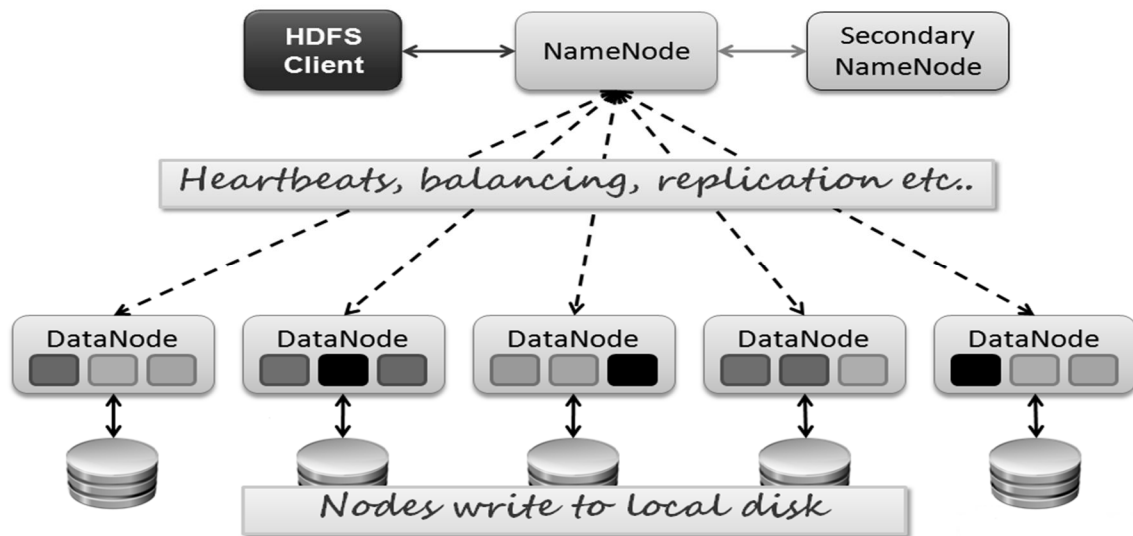 HDFS
Client
NameNode
Secondary
NameNode
Heartbeats, balancing, replication etc..
DataNode
DataNode
DataNode
DataNode
DataNode
Nodes write to local disk